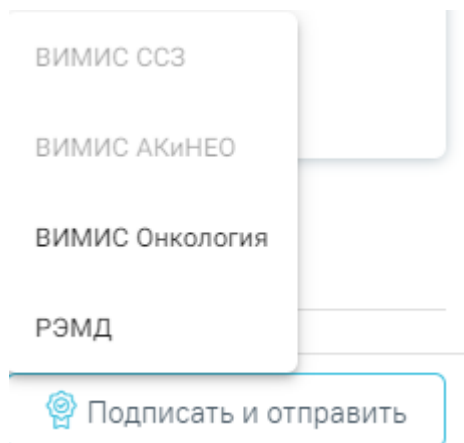 ВИМИС ССЗ
ВИМИС АКиНЕО
ВИМИС Онкология
РЭМД
Подписать и отправить